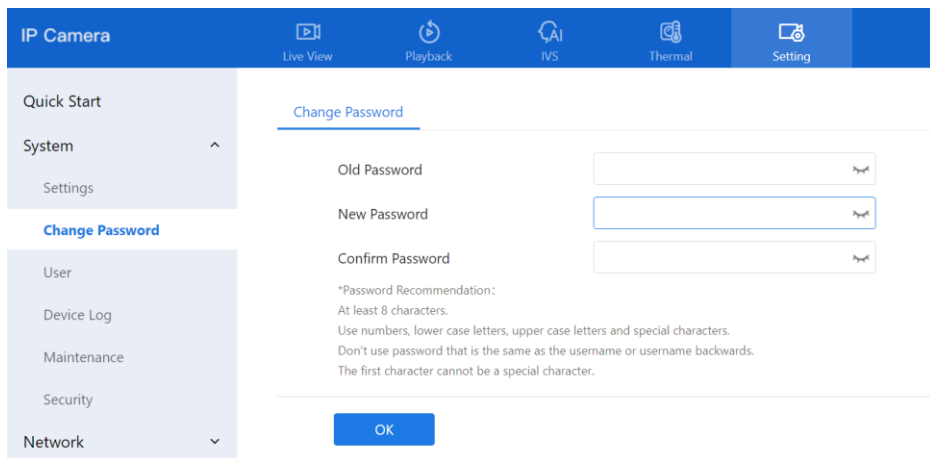 IP Camera
Live View
Playback
AI
IVS
Thermal
Setting
Quick Start
System
Settings
Change Password
User
Device Log
Maintenance
Security
Network
Change Password
Old Password
New Password
Confirm Password
*Password Recommendation:
At least 8 characters.
Use numbers, lower case letters, upper case letters and special characters.
Don't use password that is the same as the username or username backwards.
The first character cannot be a special character.
OK